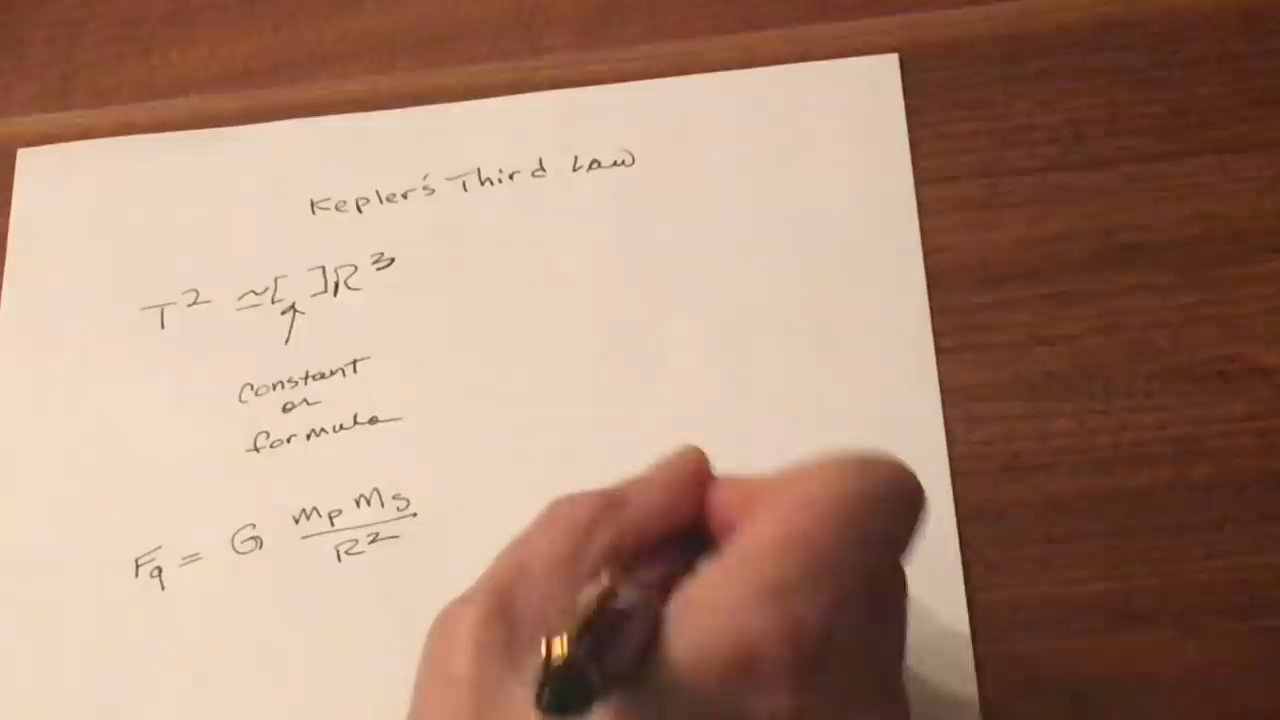 Kepler's Third Law
T² ≃ [ ]R³
↑
constant
or
formula
Fg = G mp Ms / R²